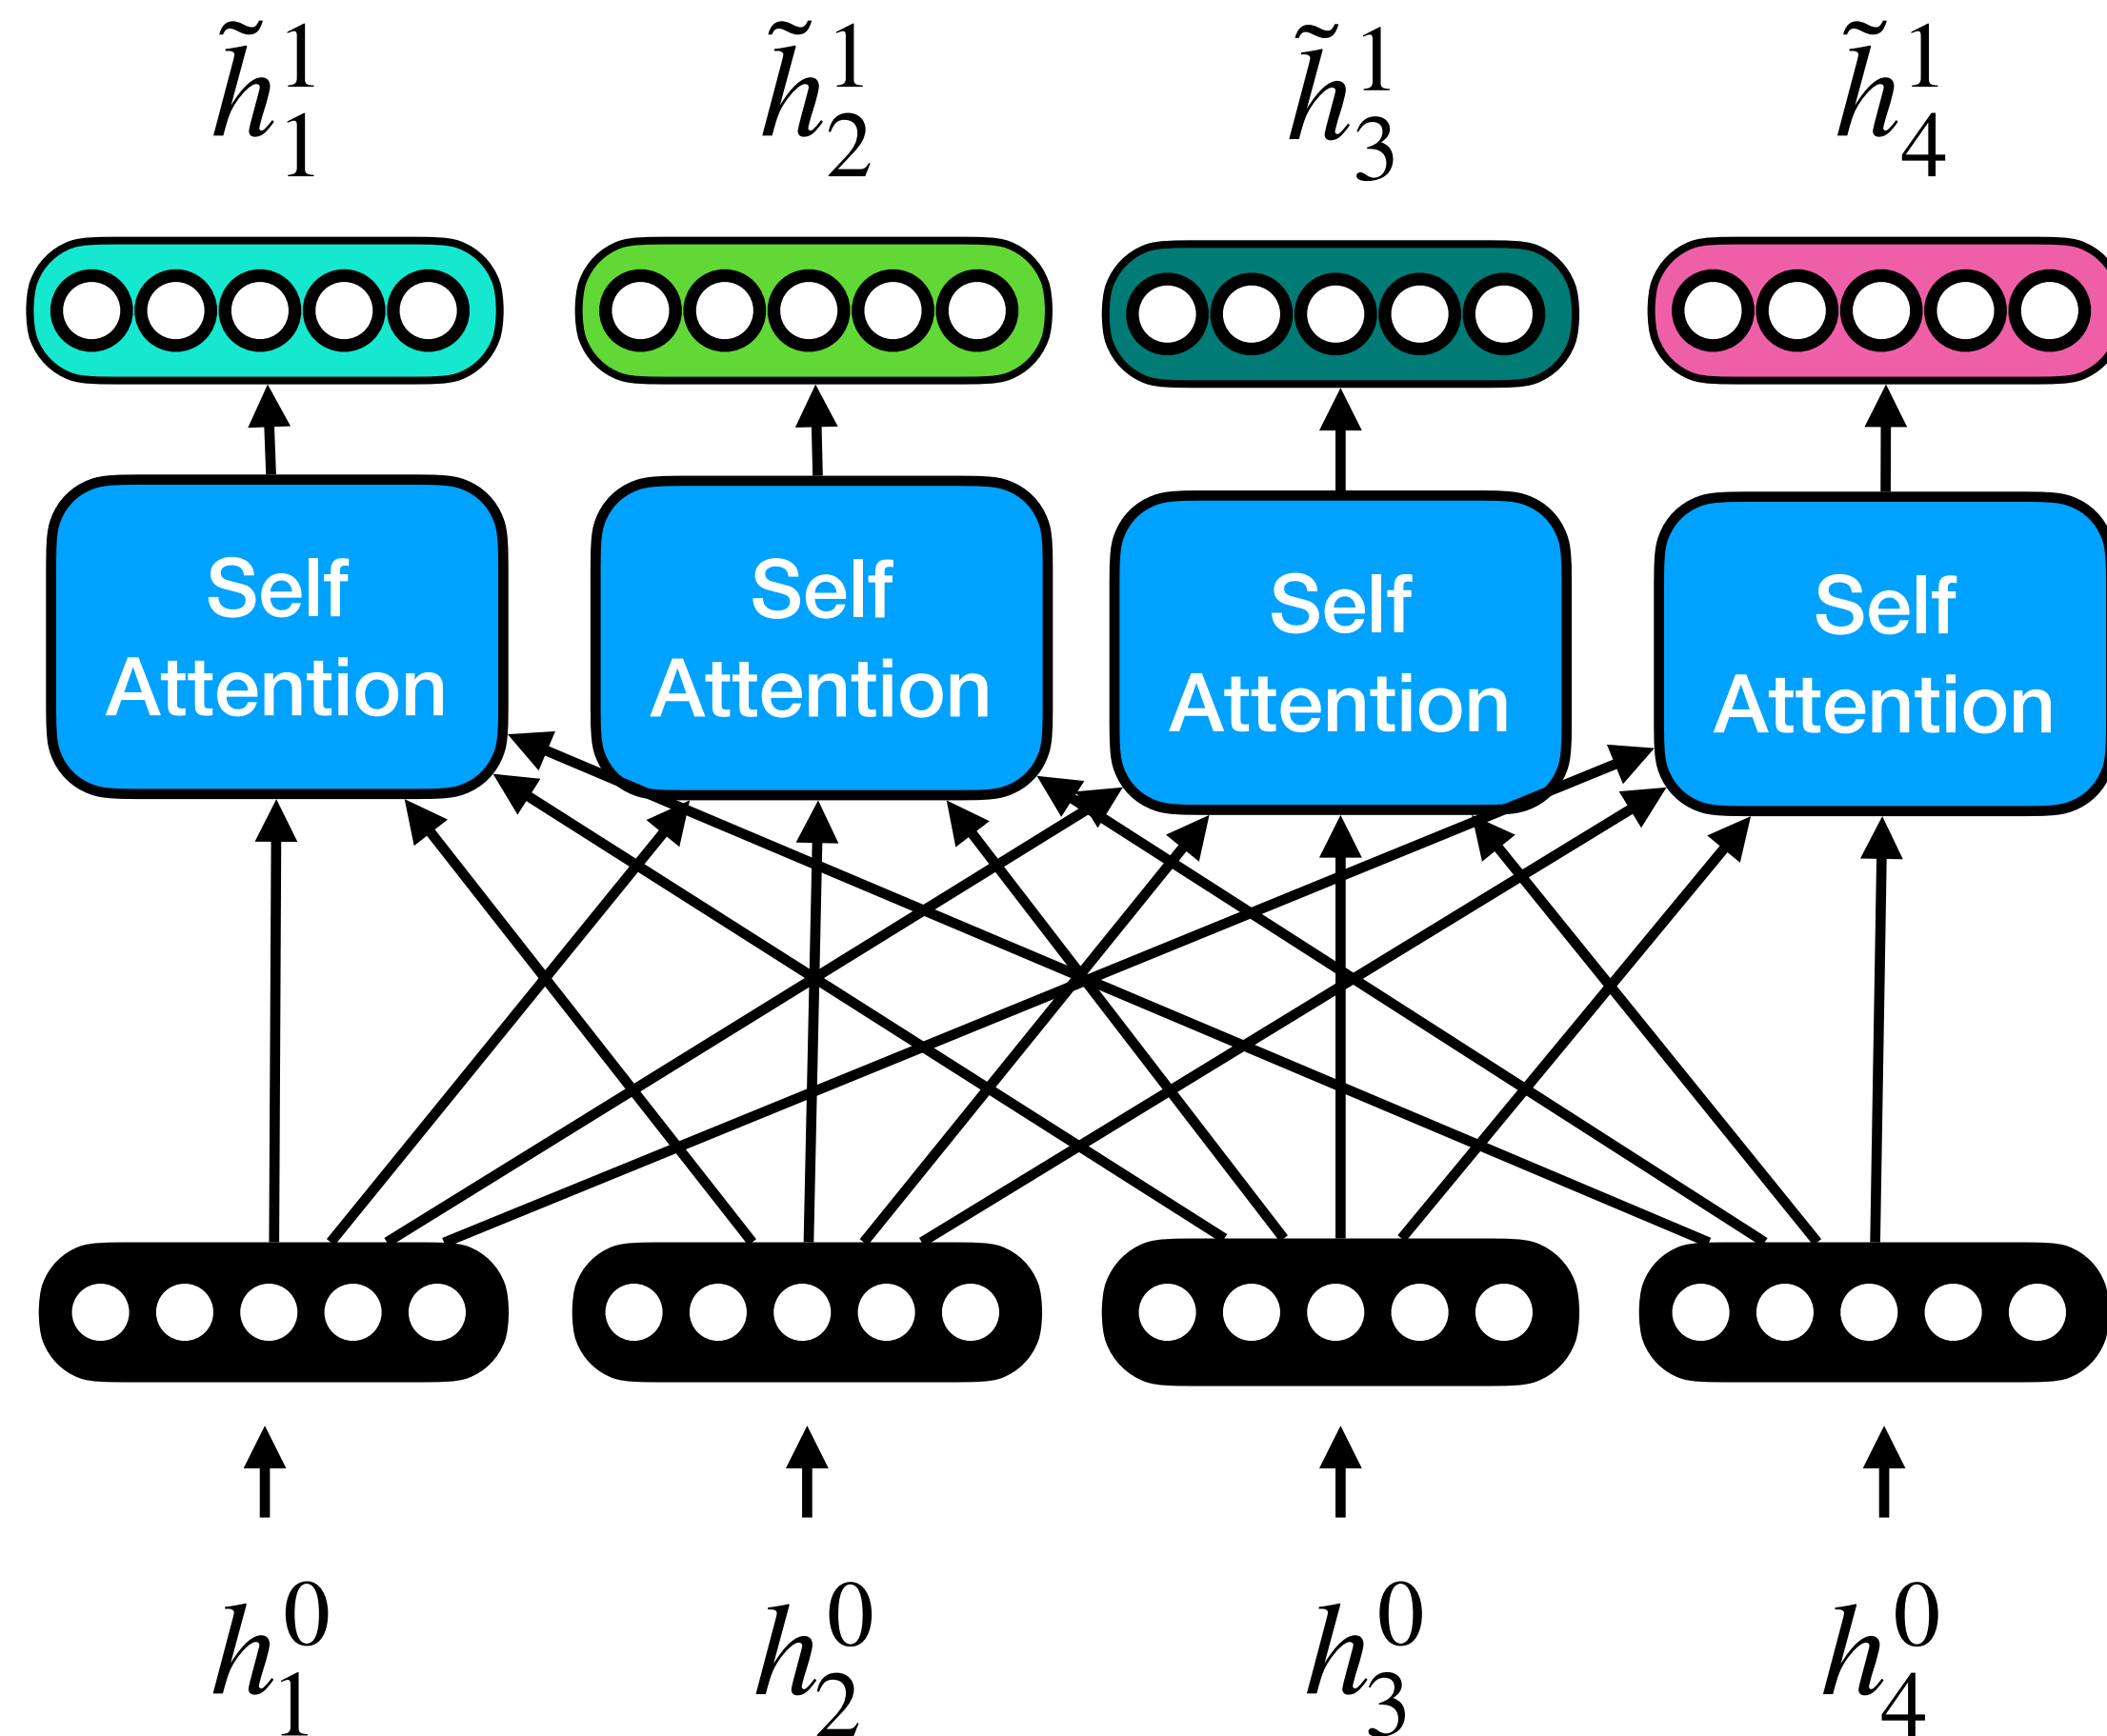 h̃₁¹ h̃₂¹ h̃₃¹ h̃₄¹
Self Self Self Self
Attention Attention Attention Attention
h₁⁰ h₂⁰ h₃⁰ h₄⁰